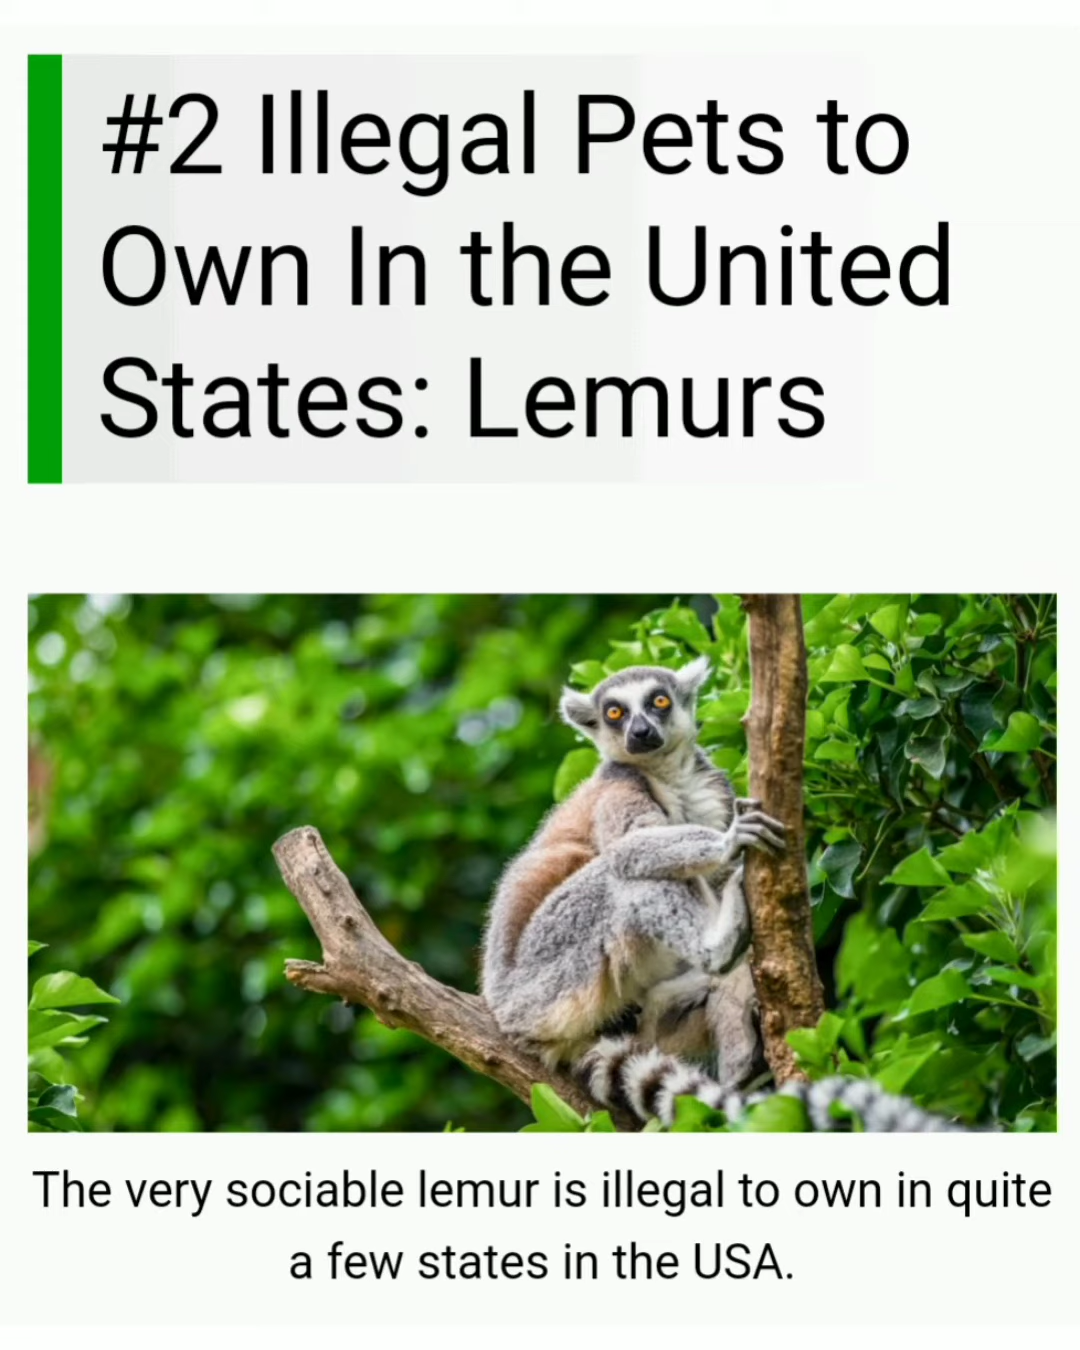 #2 Illegal Pets to
Own In the United
States: Lemurs
The very sociable lemur is illegal to own in quite
a few states in the USA.